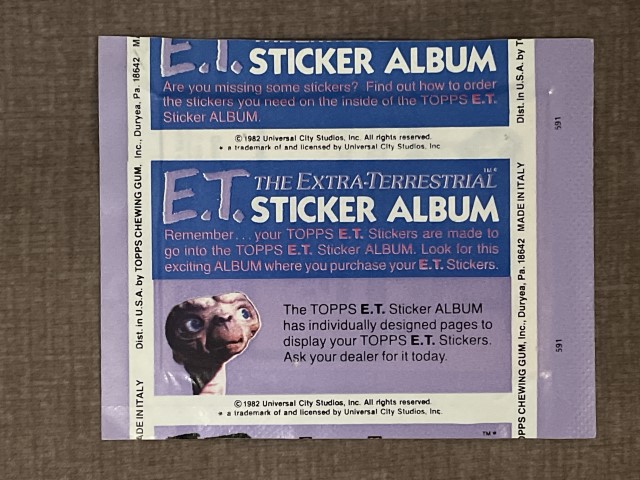 E.T.
STICKER ALBUM
Are you missing some stickers? Find out how to order
the stickers you need on the inside of the TOPPS E.T.
Sticker ALBUM.
© 1982 Universal City Studios, Inc. All rights reserved.
* a trademark of and licensed by Universal City Studios, Inc.
E.T. THE EXTRA-TERRESTRIAL™*
STICKER ALBUM
Remember... your TOPPS E.T. Stickers are made to
go into the TOPPS E.T. Sticker ALBUM. Look for this
exciting ALBUM where you purchase your E.T. Stickers.
The TOPPS E.T. Sticker ALBUM
has individually designed pages to
display your TOPPS E.T. Stickers.
Ask your dealer for it today.
© 1982 Universal City Studios, Inc. All rights reserved.
* a trademark of and licensed by Universal City Studios, Inc.
™*
ADE IN ITALY Dist. in U.S.A. by TOPPS CHEWING GUM, Inc., Duryea, Pa. 18642 MA
OPPS CHEWING GUM, Inc., Duryea, Pa. 18642 MADE IN ITALY Dist. in U.S.A. by T
591
591